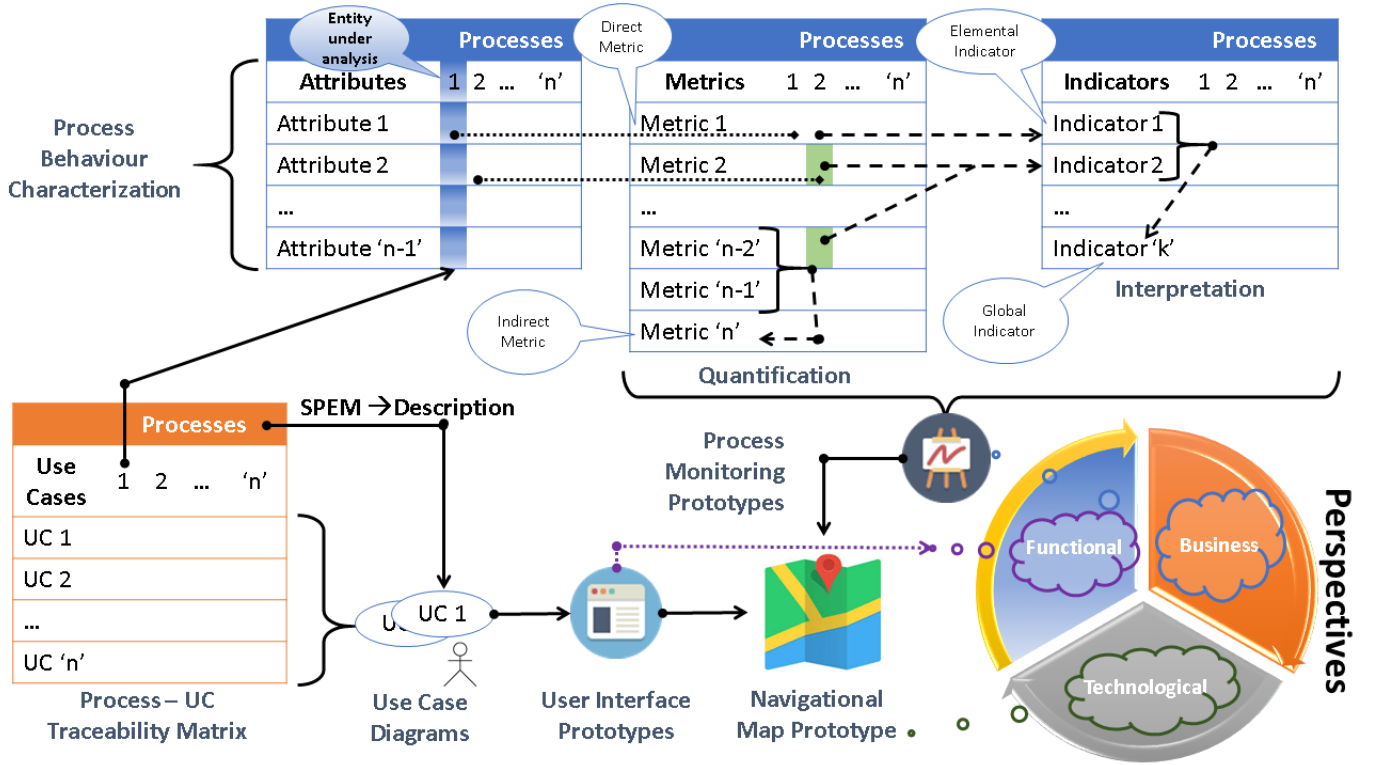 Entity
under
analysis
Processes
Attributes 1 2 ... ‘n’
Attribute 1
Attribute 2
...
Attribute ‘n-1’
Process
Behaviour
Characterization
Direct
Metric
Processes
Metrics 1 2 ... ‘n’
Metric 1
Metric 2
...
Metric ‘n-2’
Metric ‘n-1’
Metric ‘n’
Indirect
Metric
Quantification
Elemental
Indicator
Processes
Indicators 1 2 ... ‘n’
Indicator 1
Indicator 2
...
Indicator ‘k’
Global
Indicator
Interpretation
Processes
Use
Cases
1 2 ... ‘n’
UC 1
UC 2
...
UC ‘n’
Process – UC
Traceability Matrix
SPEM →Description
UC 1
Use Case
Diagrams
User Interface
Prototypes
Process
Monitoring
Prototypes
Navigational
Map Prototype
Functional
Business
Technological
Perspectives